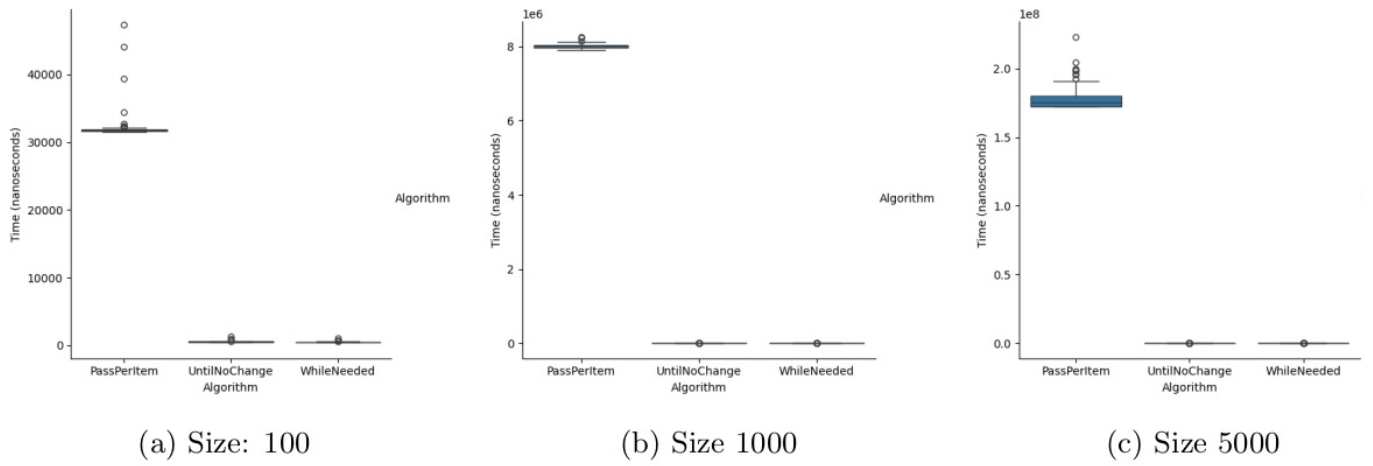 40000
30000
20000
10000
0
Time (nanoseconds)
PassPerItem UntilNoChange WhileNeeded
Algorithm
Algorithm
1e6
8
6
4
2
0
Time (nanoseconds)
PassPerItem UntilNoChange WhileNeeded
Algorithm
Algorithm
1e8
2.0
1.5
1.0
0.5
0.0
Time (nanoseconds)
PassPerItem UntilNoChange WhileNeeded
Algorithm
(a) Size: 100
(b) Size 1000
(c) Size 5000